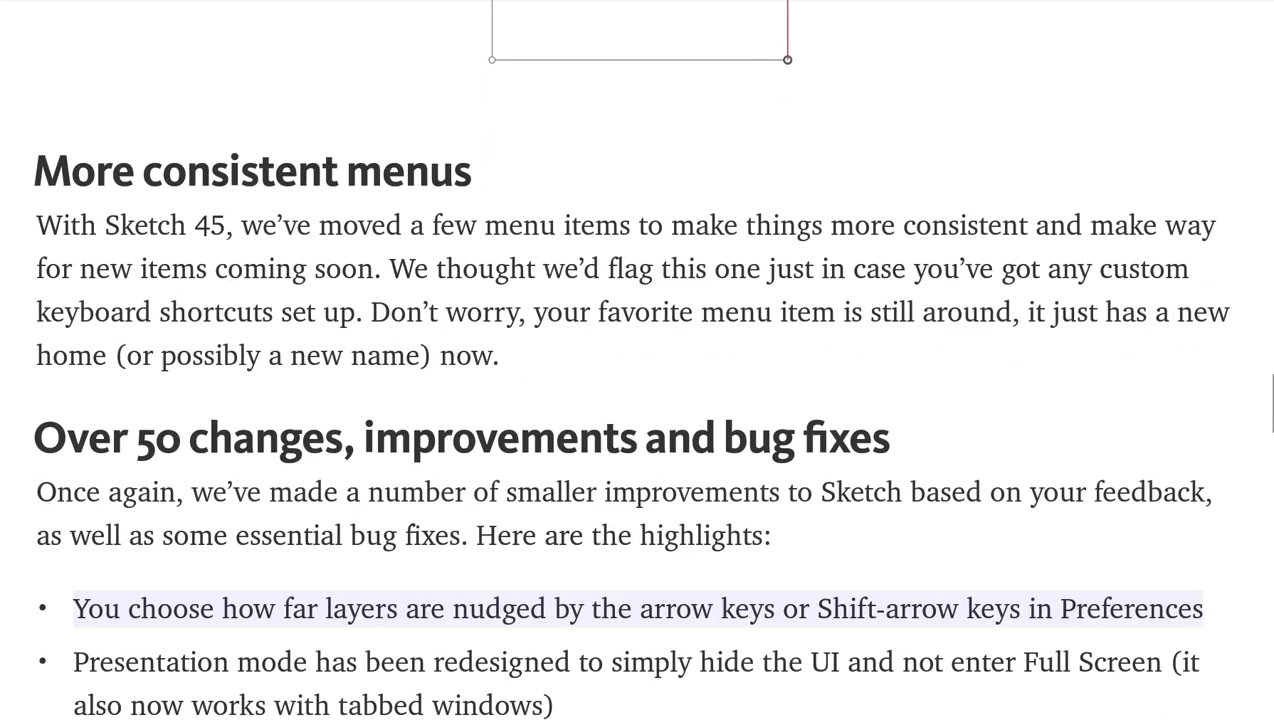 More consistent menus
With Sketch 45, we’ve moved a few menu items to make things more consistent and make way
for new items coming soon. We thought we’d flag this one just in case you’ve got any custom
keyboard shortcuts set up. Don’t worry, your favorite menu item is still around, it just has a new
home (or possibly a new name) now.
Over 50 changes, improvements and bug fixes
Once again, we’ve made a number of smaller improvements to Sketch based on your feedback,
as well as some essential bug fixes. Here are the highlights:
• You choose how far layers are nudged by the arrow keys or Shift-arrow keys in Preferences
• Presentation mode has been redesigned to simply hide the UI and not enter Full Screen (it
also now works with tabbed windows)